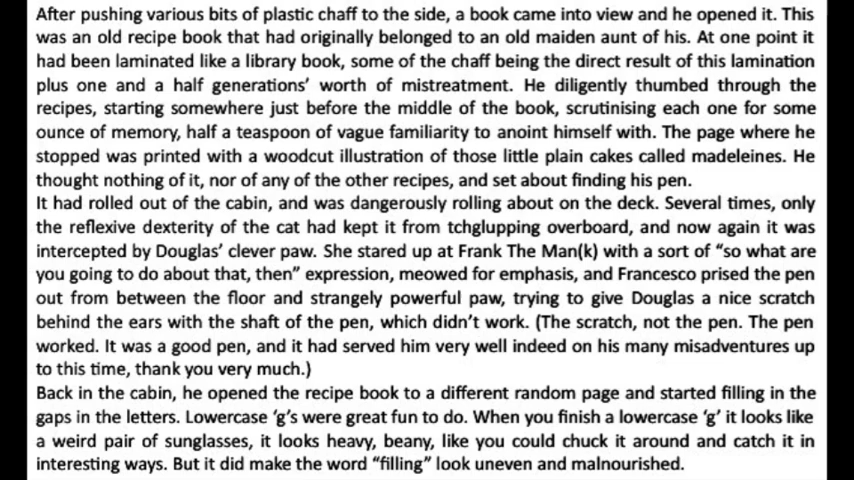 After pushing various bits of plastic chaff to the side, a book came into view and he opened it. This
was an old recipe book that had originally belonged to an old maiden aunt of his. At one point it
had been laminated like a library book, some of the chaff being the direct result of this lamination
plus one and a half generations’ worth of mistreatment. He diligently thumbed through the
recipes, starting somewhere just before the middle of the book, scrutinising each one for some
ounce of memory, half a teaspoon of vague familiarity to anoint himself with. The page where he
stopped was printed with a woodcut illustration of those little plain cakes called madeleines. He
thought nothing of it, nor of any of the other recipes, and set about finding his pen.
It had rolled out of the cabin, and was dangerously rolling about on the deck. Several times, only
the reflexive dexterity of the cat had kept it from tchglupping overboard, and now again it was
intercepted by Douglas’ clever paw. She stared up at Frank The Man(k) with a sort of “so what are
you going to do about that, then” expression, meowed for emphasis, and Francesco prised the pen
out from between the floor and strangely powerful paw, trying to give Douglas a nice scratch
behind the ears with the shaft of the pen, which didn’t work. (The scratch, not the pen. The pen
worked. It was a good pen, and it had served him very well indeed on his many misadventures up
to this time, thank you very much.)
Back in the cabin, he opened the recipe book to a different random page and started filling in the
gaps in the letters. Lowercase ‘g’s were great fun to do. When you finish a lowercase ‘g’ it looks like
a weird pair of sunglasses, it looks heavy, beany, like you could chuck it around and catch it in
interesting ways. But it did make the word “filling” look uneven and malnourished.